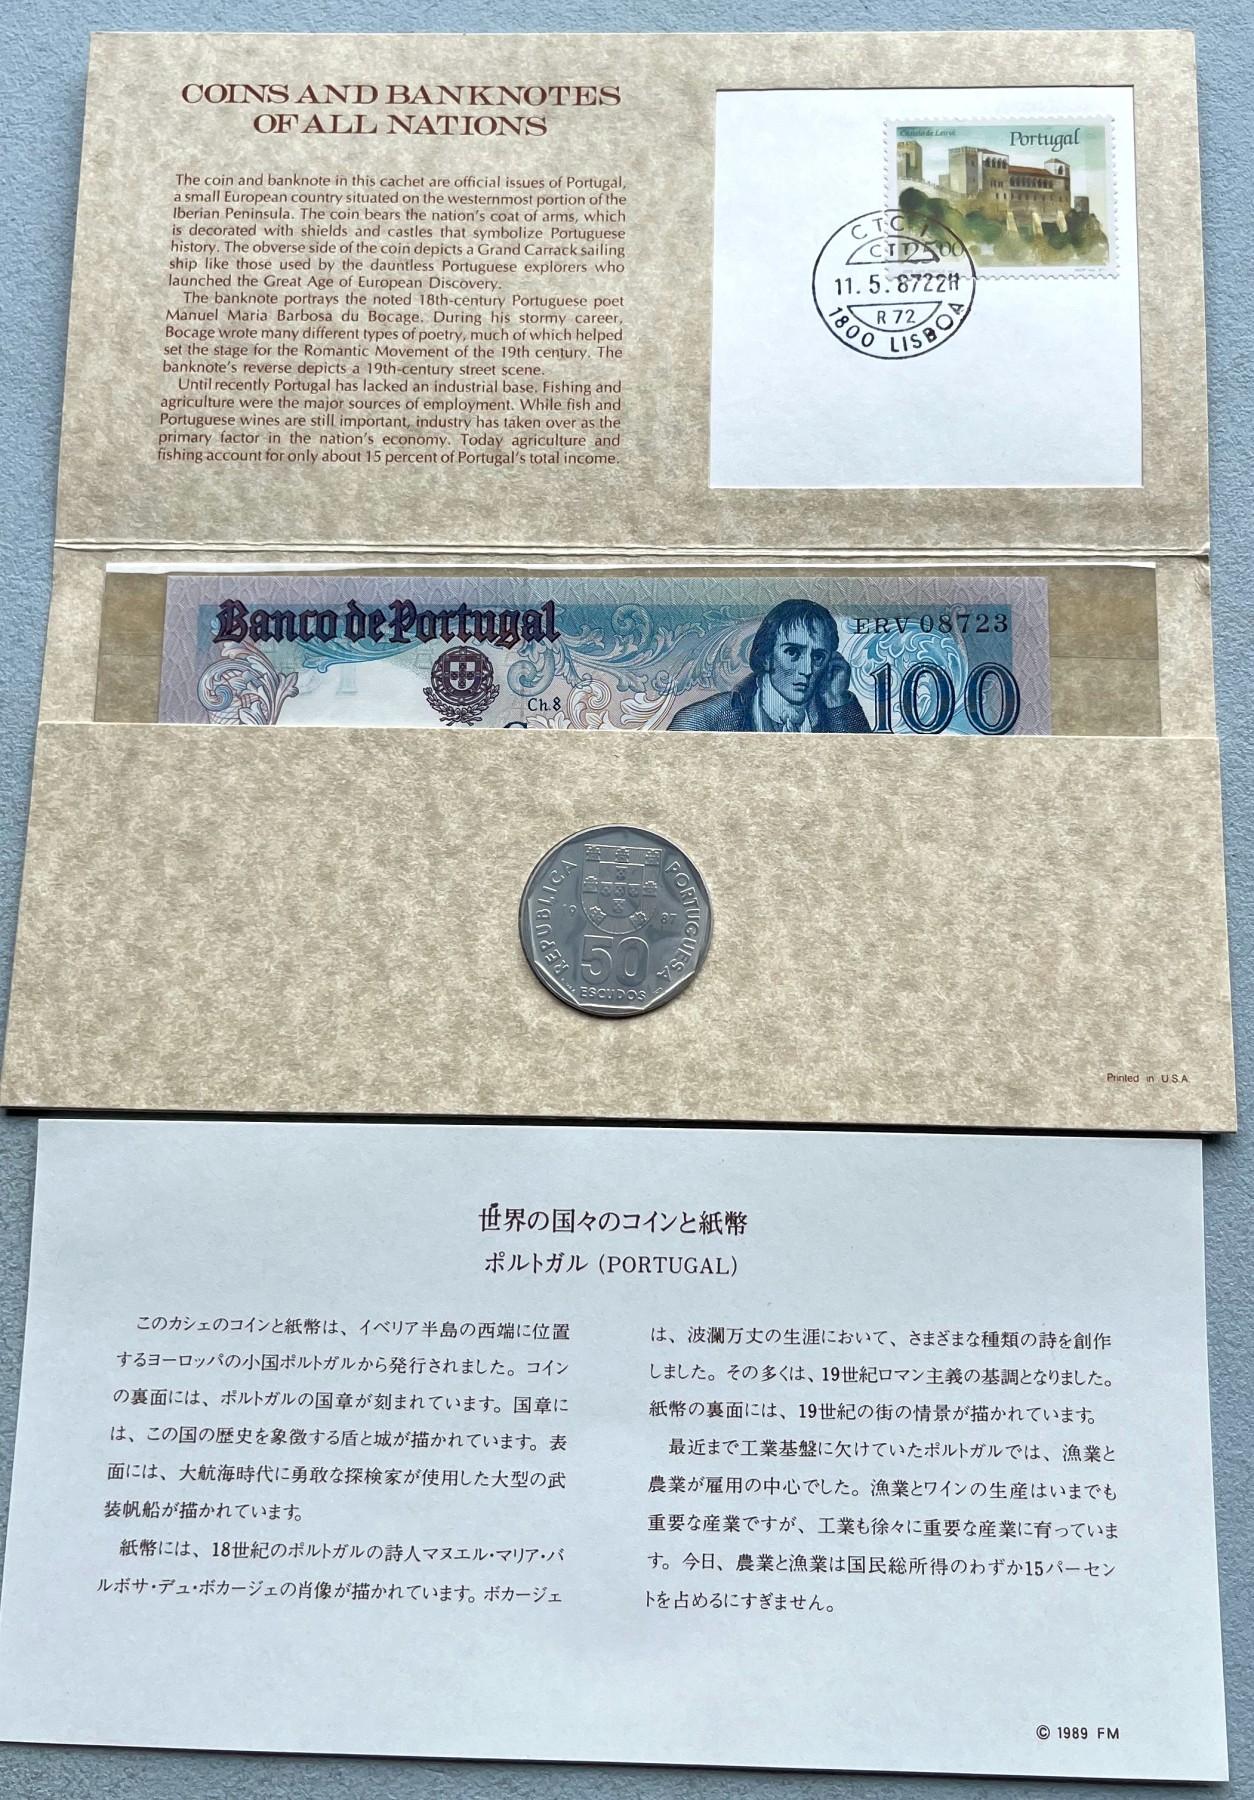 COINS AND BANKNOTES
OF ALL NATIONS
The coin and banknote in this cachet are official issues of Portugal,
a small European country situated on the westernmost portion of the
Iberian Peninsula. The coin bears the nation's coat of arms, which
is decorated with shields and castles that symbolize Portuguese
history. The obverse side of the coin depicts a Grand Carrack sailing
ship like those used by the dauntless Portuguese explorers who
launched the Great Age of European Discovery.
The banknote portrays the noted 18th-century Portuguese poet
Manuel Maria Barbosa du Bocage. During his stormy career,
Bocage wrote many different types of poetry, much of which helped
set the stage for the Romantic Movement of the 19th century. The
banknote's reverse depicts a 19th-century street scene.
Until recently Portugal has lacked an industrial base. Fishing and
agriculture were the major sources of employment. While fish and
Portuguese wines are still important, industry has taken over as the
primary factor in the nation's economy. Today agriculture and
fishing account for only about 15 percent of Portugal's total income.
Castelo de Leiria
Portugal
25.00
CTC 1
CTT
11.5.8722H
R 72
1800 LISBOA
Banco de Portugal
ERV 08723
Ch. 8
100
REPUBLICA PORTUGUESA
1987
50
ESCUDOS
Printed in U.S.A.
世界の国々のコインと紙幣
ポルトガル (PORTUGAL)
このカシェのコインと紙幣は、イベリア半島の西端に位置
するヨーロッパの小国ポルトガルから発行されました。コイン
の裏面には、ポルトガルの国章が刻まれています。国章に
は、この国の歴史を象徴する盾と城が描かれています。表
面には、大航海時代に勇敢な探検家が使用した大型の武
装帆船が描かれています。
紙幣には、18世紀のポルトガルの詩人マヌエル・マリア・バ
ルボサ・デュ・ボカージェの肖像が描かれています。ボカージェ
は、波瀾万丈の生涯において、さまざまな種類の詩を創作
しました。その多くは、19世紀ロマン主義の基調となりました。
紙幣の裏面には、19世紀の街の情景が描かれています。
最近まで工業基盤に欠けていたポルトガルでは、漁業と
農業が雇用の中心でした。漁業とワインの生産はいまでも
重要な産業ですが、工業も徐々に重要な産業に育っていま
す。今日、農業と漁業は国民総所得のわずか15パーセン
トを占めるにすぎません。
© 1989 FM